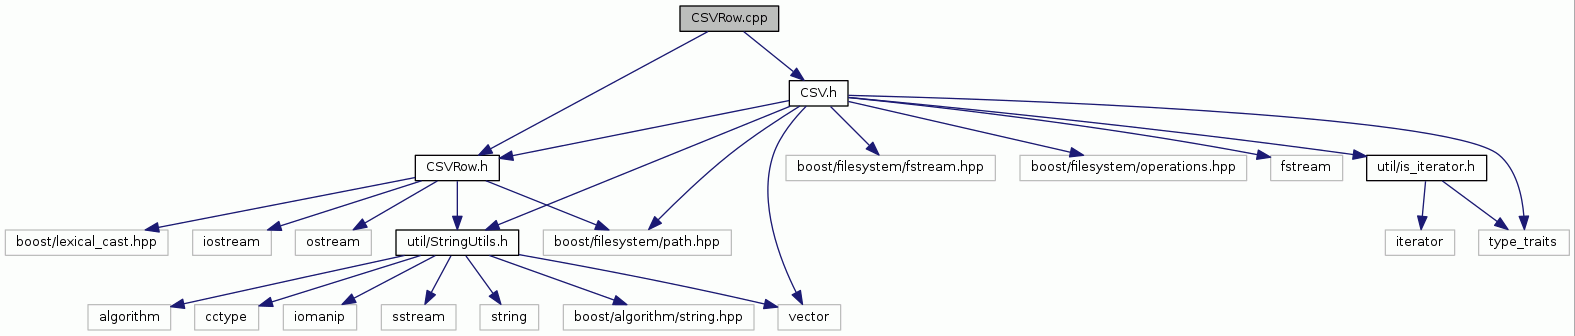 CSVRow.cpp
CSV.h
CSVRow.h
boost/filesystem/fstream.hpp
boost/filesystem/operations.hpp
fstream
util/is_iterator.h
boost/lexical_cast.hpp
iostream
ostream
util/StringUtils.h
boost/filesystem/path.hpp
iterator
type_traits
algorithm
cctype
iomanip
sstream
string
boost/algorithm/string.hpp
vector